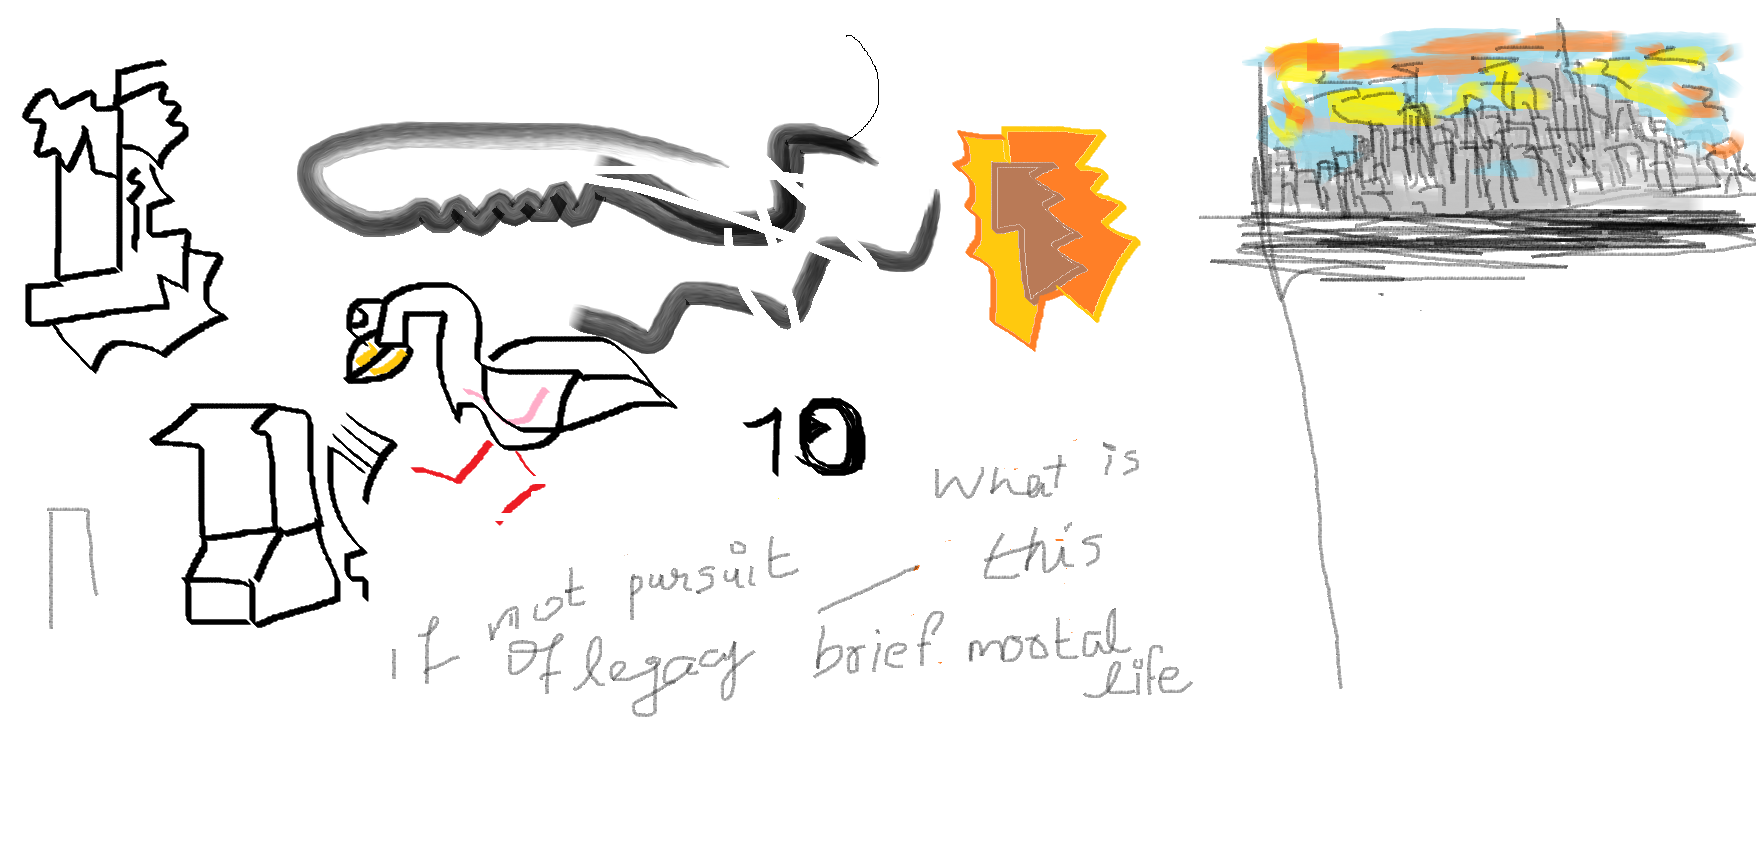 10
What is
this
brief mortal
life
if not pursuit
of legacy